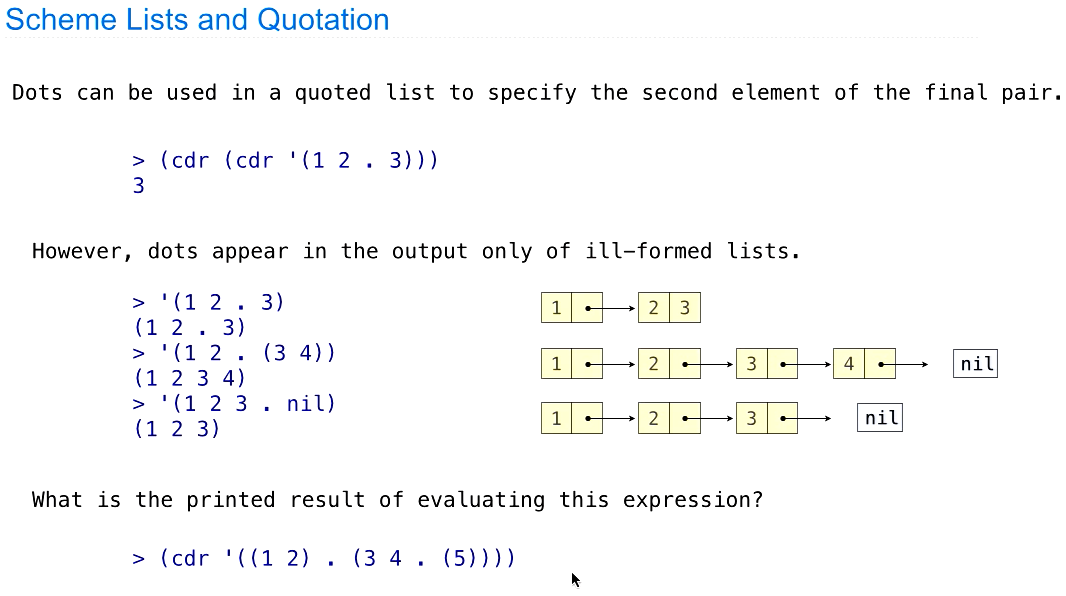 Scheme Lists and Quotation
Dots can be used in a quoted list to specify the second element of the final pair.
> (cdr (cdr '(1 2 . 3)))
3
However, dots appear in the output only of ill-formed lists.
> '(1 2 . 3)
(1 2 . 3)
> '(1 2 . (3 4))
(1 2 3 4)
> '(1 2 3 . nil)
(1 2 3)
1 2 3
1 2 3 4 nil
1 2 3 nil
What is the printed result of evaluating this expression?
> (cdr '((1 2) . (3 4 . (5))))